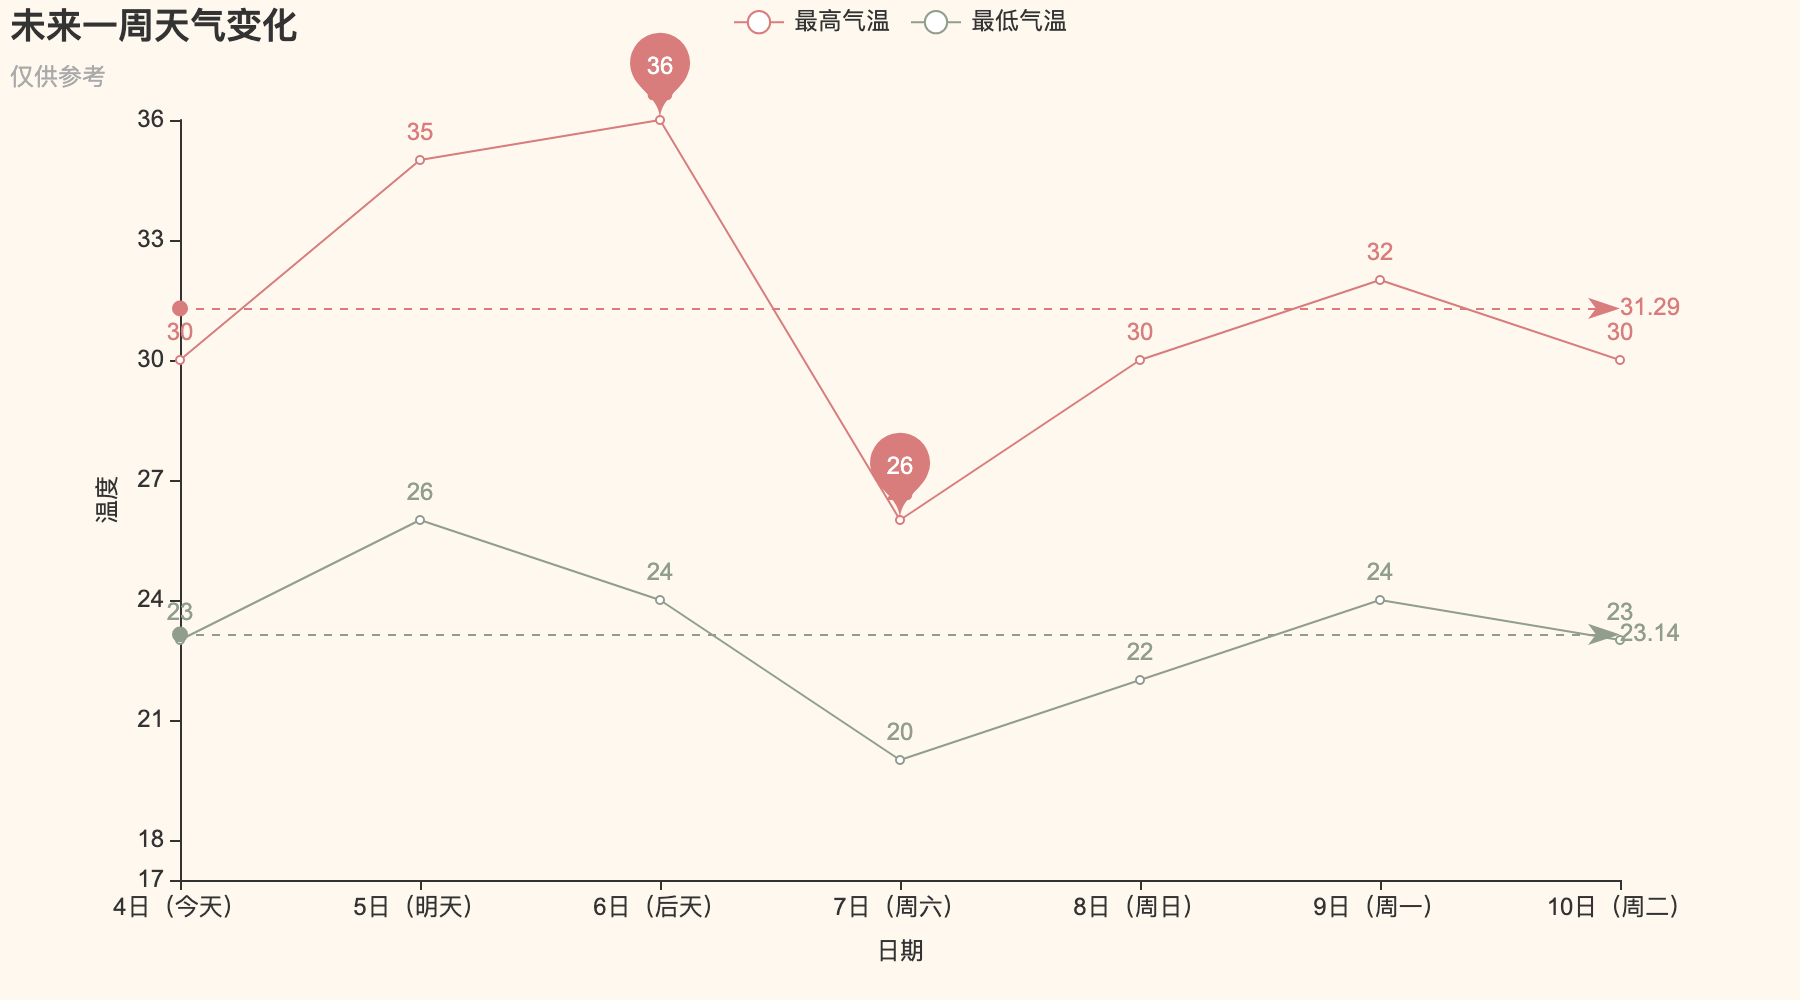 未来一周天气变化
仅供参考
最高气温
最低气温
36
33
30
27
24
21
18
17
温度
30
35
36
26
30
32
30
31.29
23
26
24
20
22
24
23
23.14
4日（今天）
5日（明天）
6日（后天）
7日（周六）
8日（周日）
9日（周一）
10日（周二）
日期